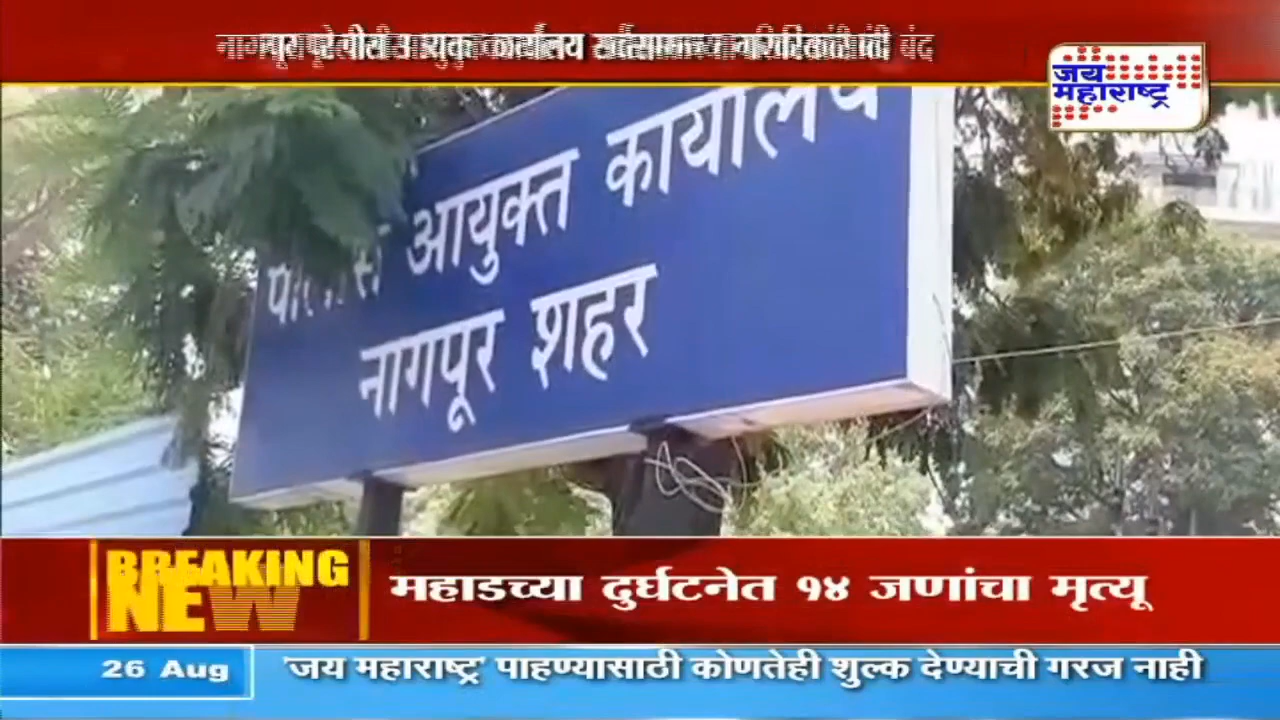 कार्यालय
बंद
जय
महाराष्ट्र
आयुक्त कार्यालय
नागपूर शहर
BREAKING
NEW
महाडच्या दुर्घटनेत १४ जणांचा मृत्यू
26 Aug
'जय महाराष्ट्र' पाहण्यासाठी कोणतेही शुल्क देण्याची गरज नाही